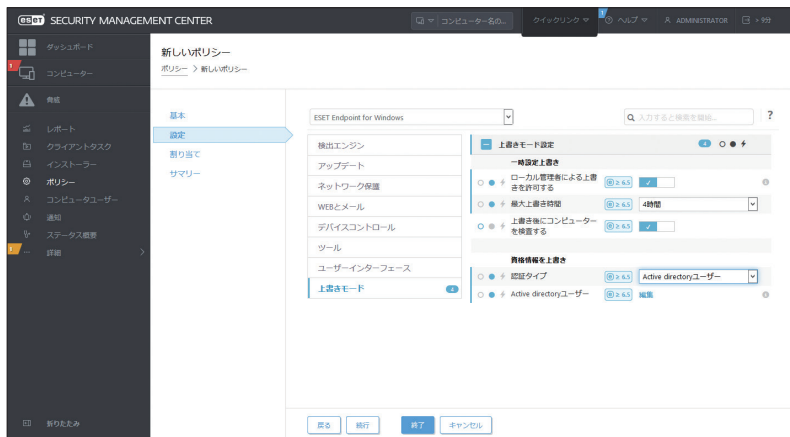 eset SECURITY MANAGEMENT CENTER
コンピューター名の...
クイックリンク
ヘルプ
ADMINISTRATOR
> 9分
ダッシュボード
コンピューター
脅威
レポート
クライアントタスク
インストーラー
ポリシー
コンピュータユーザー
通知
ステータス概要
詳細
折りたたみ
新しいポリシー
ポリシー > 新しいポリシー
基本
設定
割り当て
サマリー
ESET Endpoint for Windows
入力すると検索を開始...
?
検出エンジン
アップデート
ネットワーク保護
WEBとメール
デバイスコントロール
ツール
ユーザーインターフェース
上書きモード 4
上書きモード設定 4
一時設定上書き
ローカル管理者による上書
きを許可する ≥ 6.5
最大上書き時間 ≥ 6.5 4時間
上書き後にコンピューター
を検査する ≥ 6.5
資格情報を上書き
認証タイプ ≥ 6.5 Active directoryユーザー
Active directoryユーザー ≥ 6.5 編集
戻る 続行 終了 キャンセル